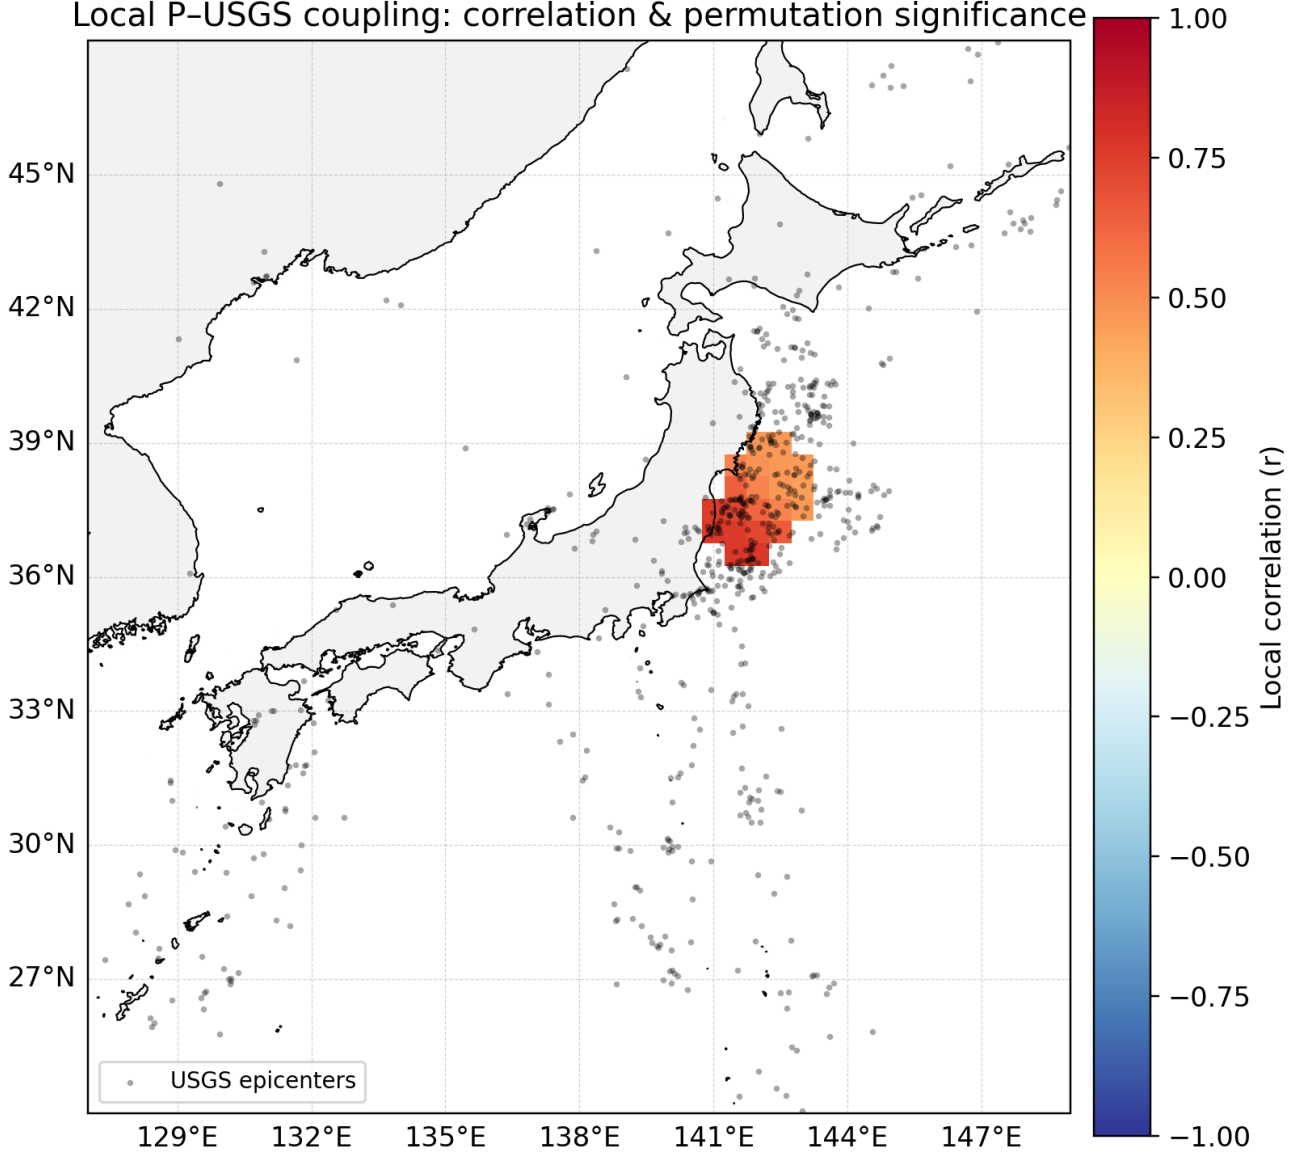 Local P–USGS coupling: correlation & permutation significance
45°N
42°N
39°N
36°N
33°N
30°N
27°N
USGS epicenters
129°E 132°E 135°E 138°E 141°E 144°E 147°E
1.00
0.75
0.50
0.25
0.00
−0.25
−0.50
−0.75
−1.00
Local correlation (r)